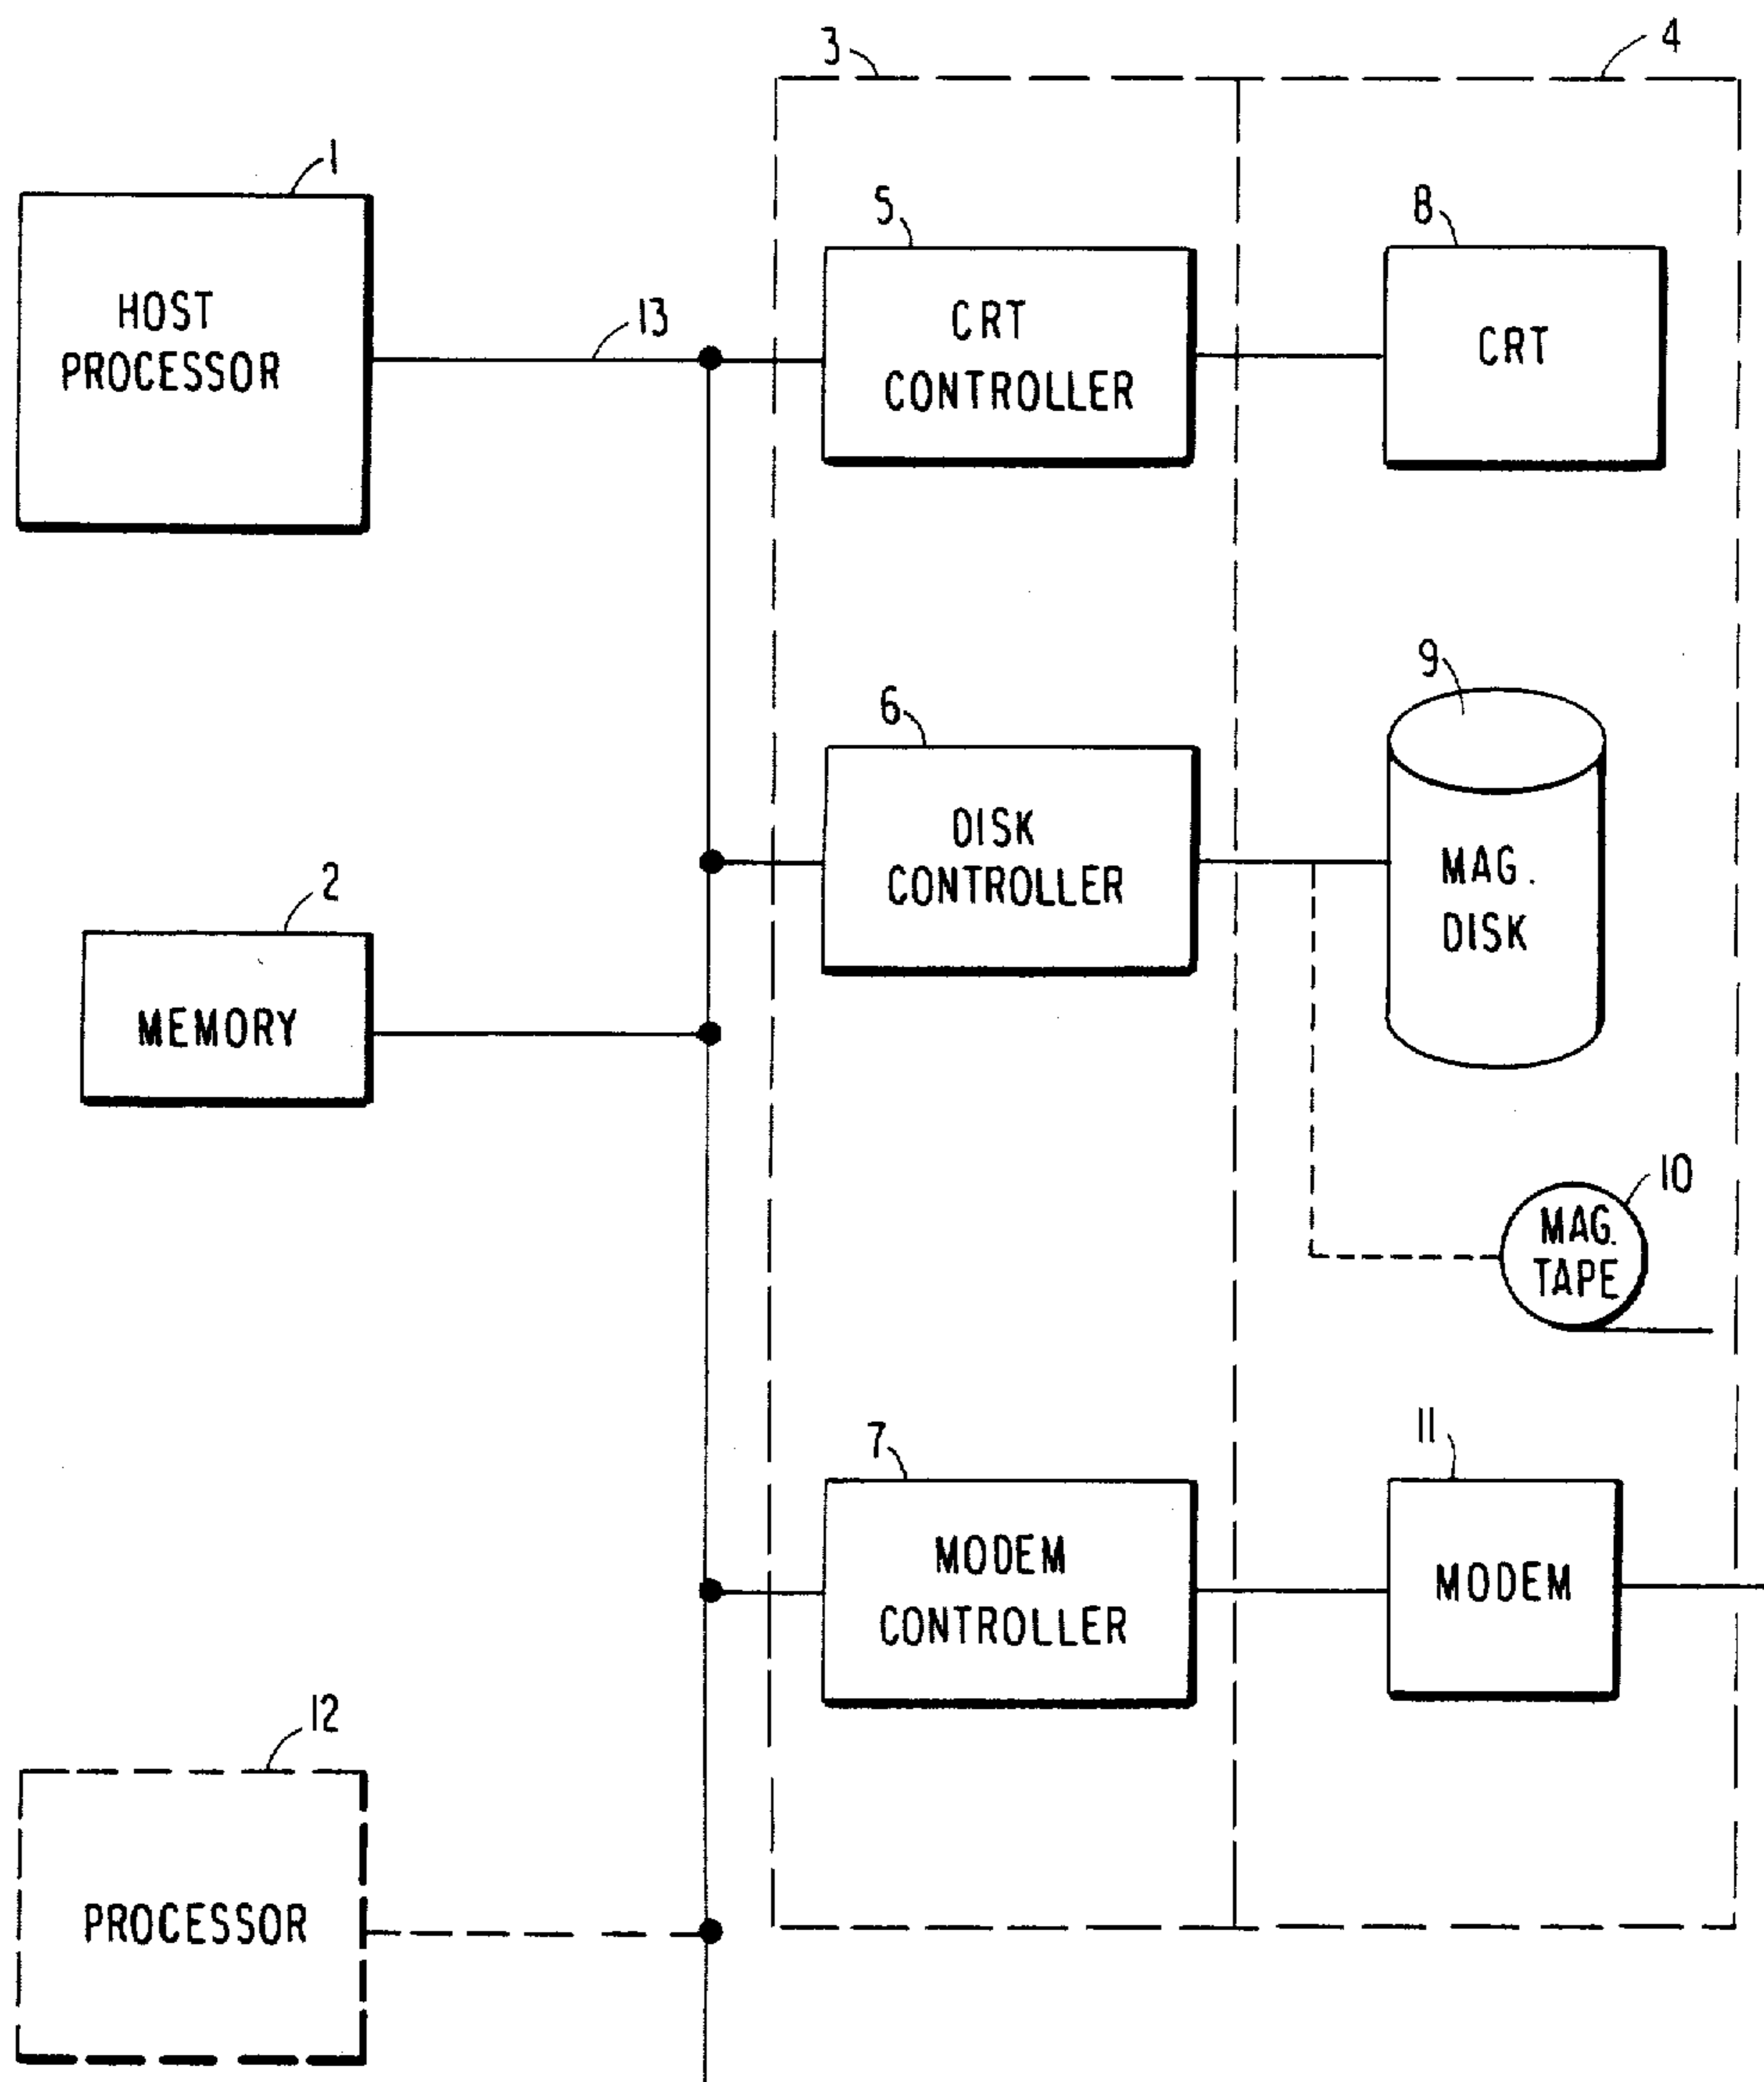 3
4
1
HOST
PROCESSOR
13
5
CRT
CONTROLLER
8
CRT
6
DISK
CONTROLLER
9
MAG.
DISK
2
MEMORY
10
MAG.
TAPE
7
MODEM
CONTROLLER
11
MODEM
12
PROCESSOR